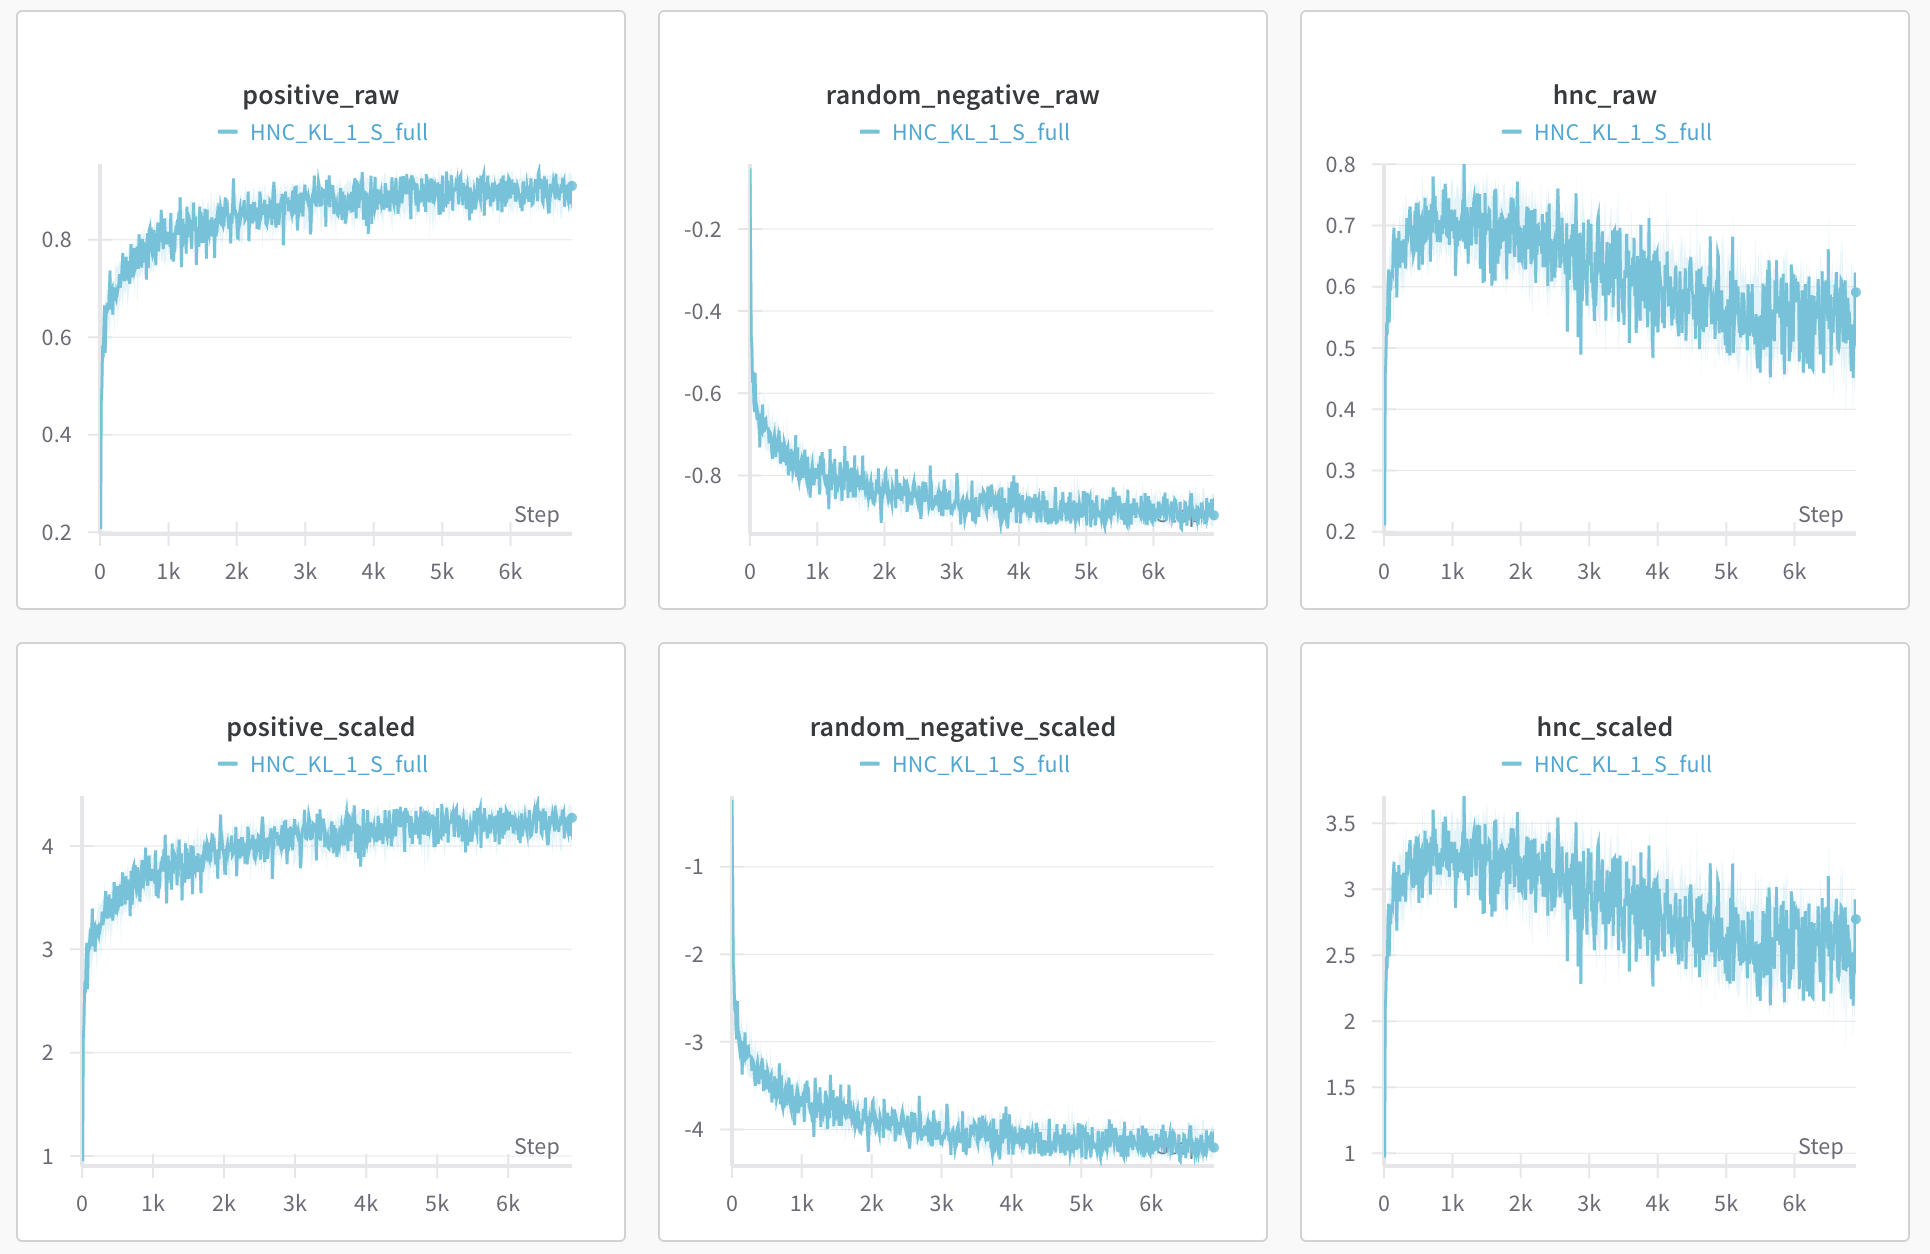 positive_raw
HNC_KL_1_S_full
0.8
0.6
0.4
0.2
Step
0 1k 2k 3k 4k 5k 6k
random_negative_raw
HNC_KL_1_S_full
-0.2
-0.4
-0.6
-0.8
0 1k 2k 3k 4k 5k 6k
hnc_raw
HNC_KL_1_S_full
0.8
0.7
0.6
0.5
0.4
0.3
0.2
Step
0 1k 2k 3k 4k 5k 6k
positive_scaled
HNC_KL_1_S_full
4
3
2
1
Step
0 1k 2k 3k 4k 5k 6k
random_negative_scaled
HNC_KL_1_S_full
-1
-2
-3
-4
0 1k 2k 3k 4k 5k 6k
hnc_scaled
HNC_KL_1_S_full
3.5
3
2.5
2
1.5
1
Step
0 1k 2k 3k 4k 5k 6k